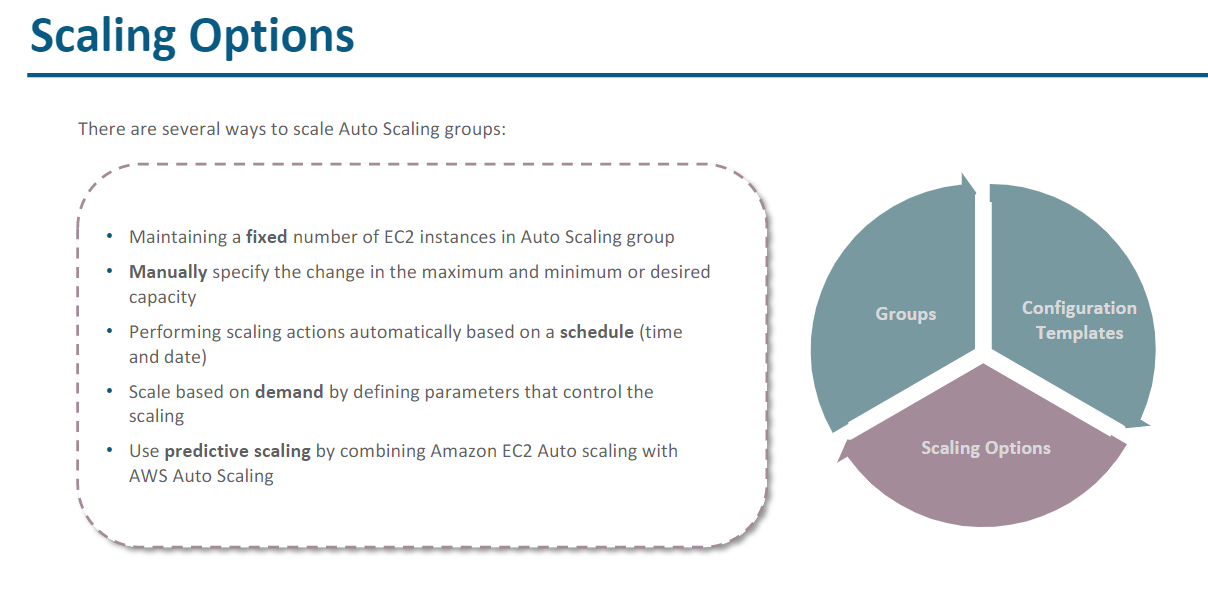 Scaling Options
There are several ways to scale Auto Scaling groups:
• Maintaining a fixed number of EC2 instances in Auto Scaling group
• Manually specify the change in the maximum and minimum or desired
capacity
• Performing scaling actions automatically based on a schedule (time
and date)
• Scale based on demand by defining parameters that control the
scaling
• Use predictive scaling by combining Amazon EC2 Auto scaling with
AWS Auto Scaling
Groups
Configuration
Templates
Scaling Options